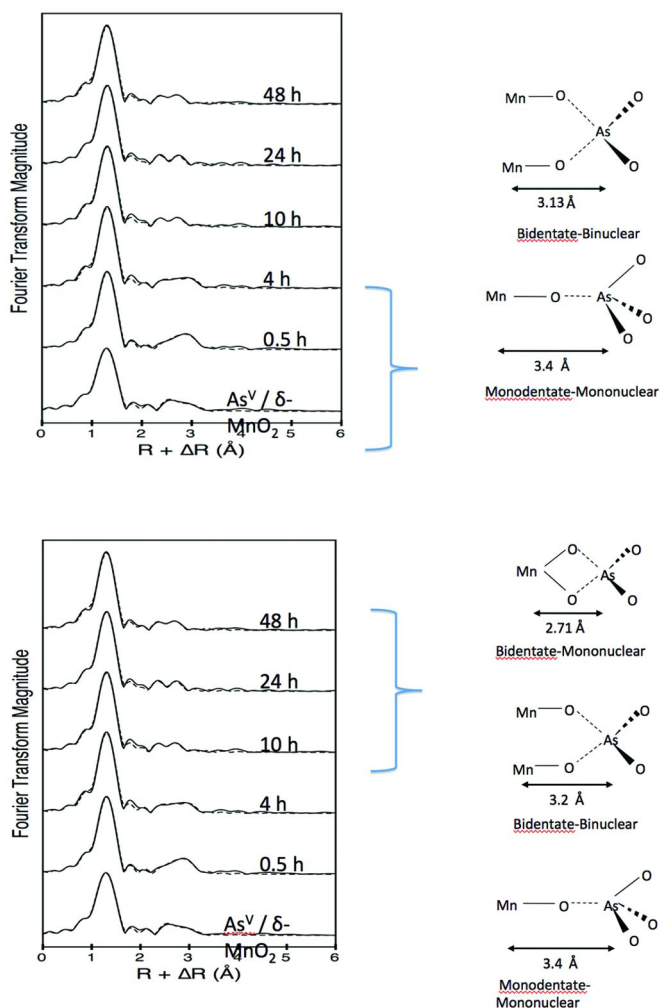 Fourier Transform Magnitude
48 h
24 h
10 h
4 h
0.5 h
Asⱽ / δ-
MnO₂
0 1 2 3 4 5 6
R + ΔR (Å)
Mn O O
As
Mn O O
3.13 Å
Bidentate-Binuclear
O
Mn O As
O
O
3.4 Å
Monodentate-Mononuclear
Fourier Transform Magnitude
48 h
24 h
10 h
4 h
0.5 h
Asⱽ / δ-
MnO₂
0 1 2 3 4 5 6
R + ΔR (Å)
O O
Mn As
O O
2.71 Å
Bidentate-Mononuclear
Mn O O
As
Mn O O
3.2 Å
Bidentate-Binuclear
O
Mn O As
O
O
3.4 Å
Monodentate-
Mononuclear